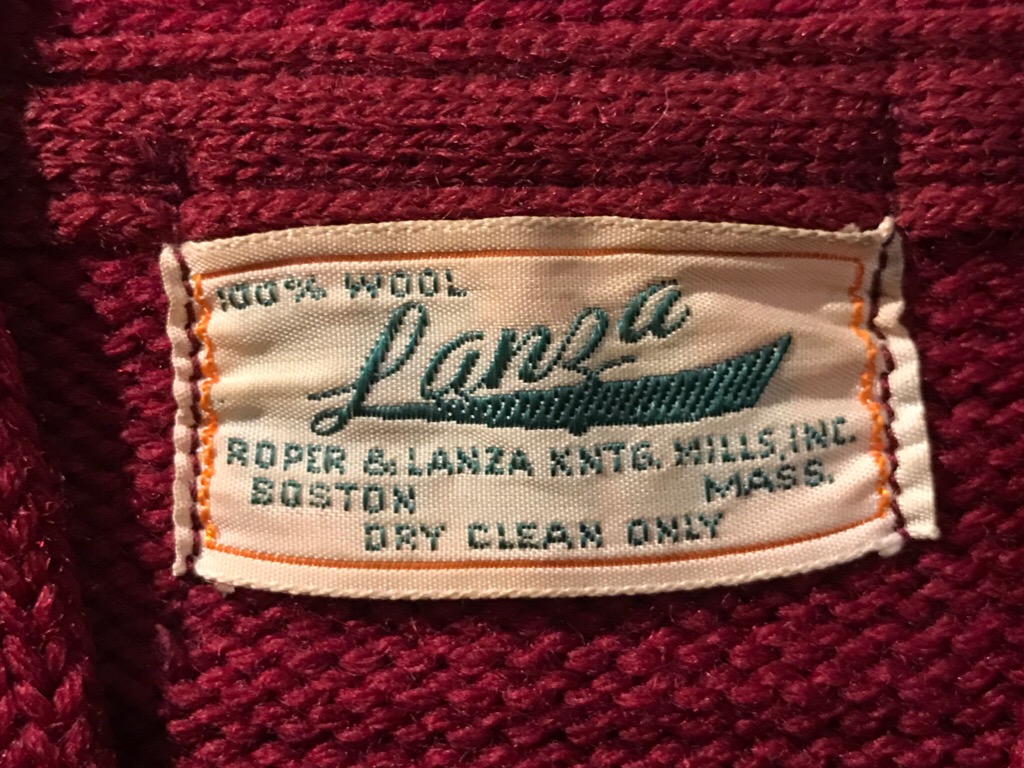 100% WOOL
Lanza
ROPER & LANZA KNTG. MILLS, INC.
BOSTON MASS.
DRY CLEAN ONLY